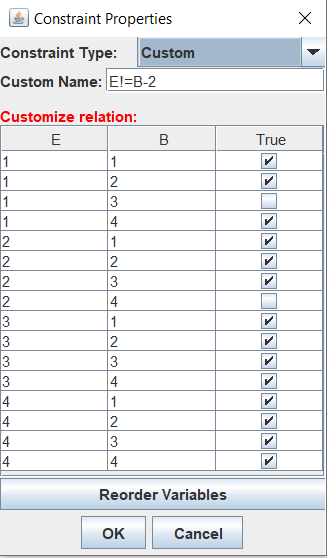 Constraint Properties
Constraint Type: Custom
Custom Name: E!=B-2
Customize relation:
E B True
1 1
1 2
1 3
1 4
2 1
2 2
2 3
2 4
3 1
3 2
3 3
3 4
4 1
4 2
4 3
4 4
Reorder Variables
OK Cancel